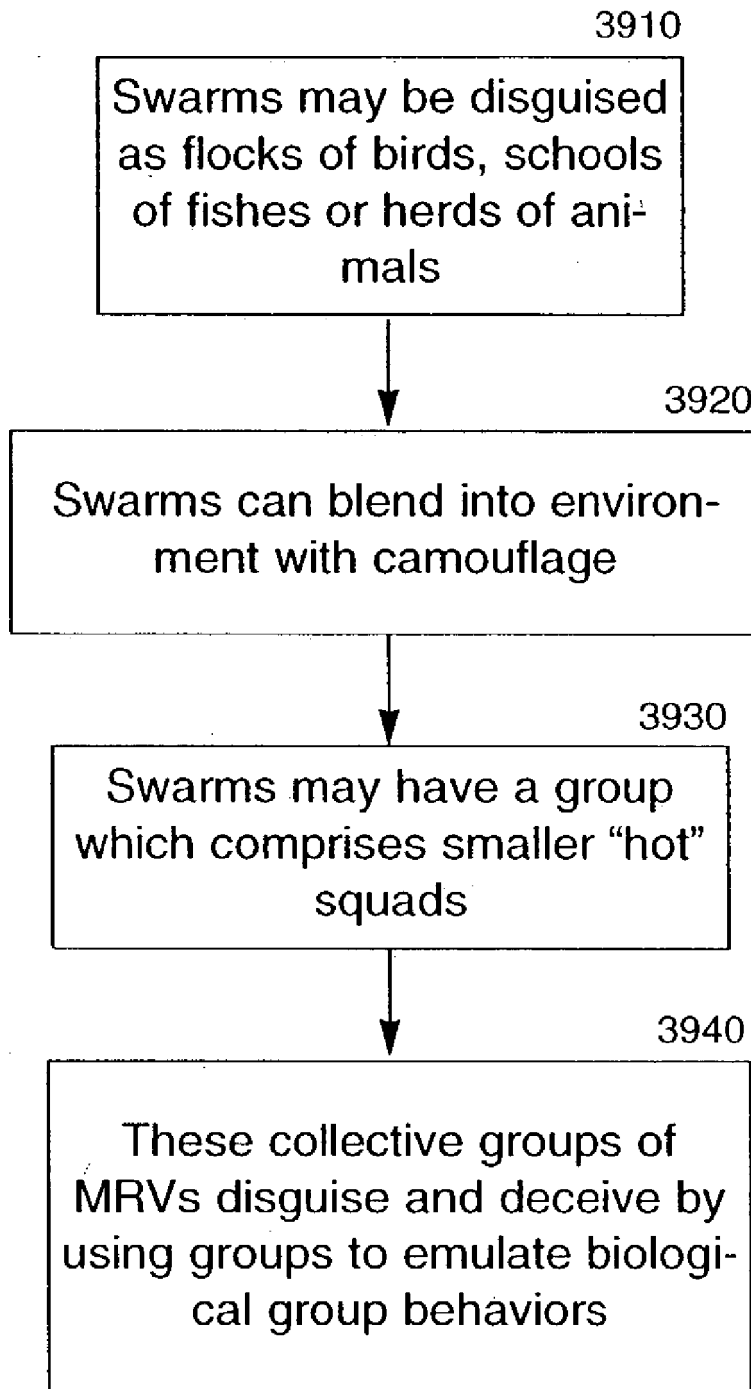 3910
Swarms may be disguised
as flocks of birds, schools
of fishes or herds of ani-
mals
3920
Swarms can blend into environ-
ment with camouflage
3930
Swarms may have a group
which comprises smaller “hot”
squads
3940
These collective groups of
MRVs disguise and deceive by
using groups to emulate biologi-
cal group behaviors